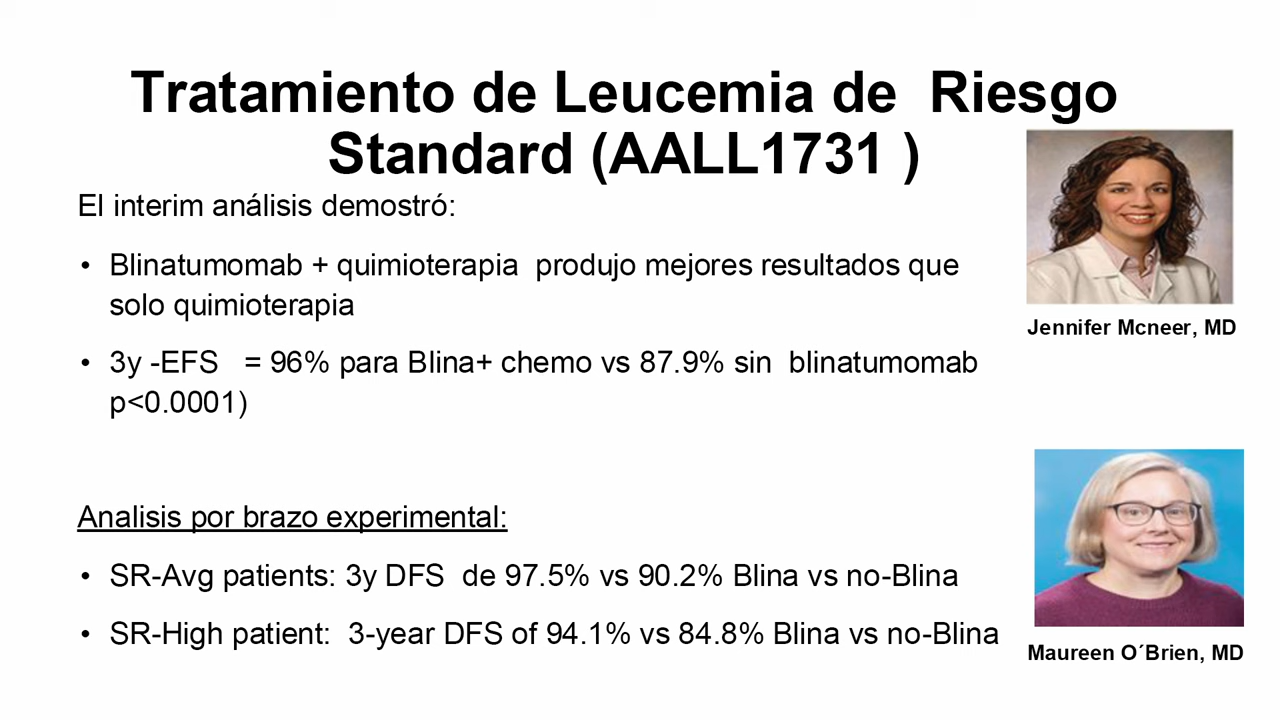 Tratamiento de Leucemia de Riesgo
Standard (AALL1731 )
El interim análisis demostró:
• Blinatumomab + quimioterapia produjo mejores resultados que
solo quimioterapia
• 3y -EFS = 96% para Blina+ chemo vs 87.9% sin blinatumomab
p<0.0001)
Analisis por brazo experimental:
• SR-Avg patients: 3y DFS de 97.5% vs 90.2% Blina vs no-Blina
• SR-High patient: 3-year DFS of 94.1% vs 84.8% Blina vs no-Blina
Jennifer Mcneer, MD
Maureen O´Brien, MD